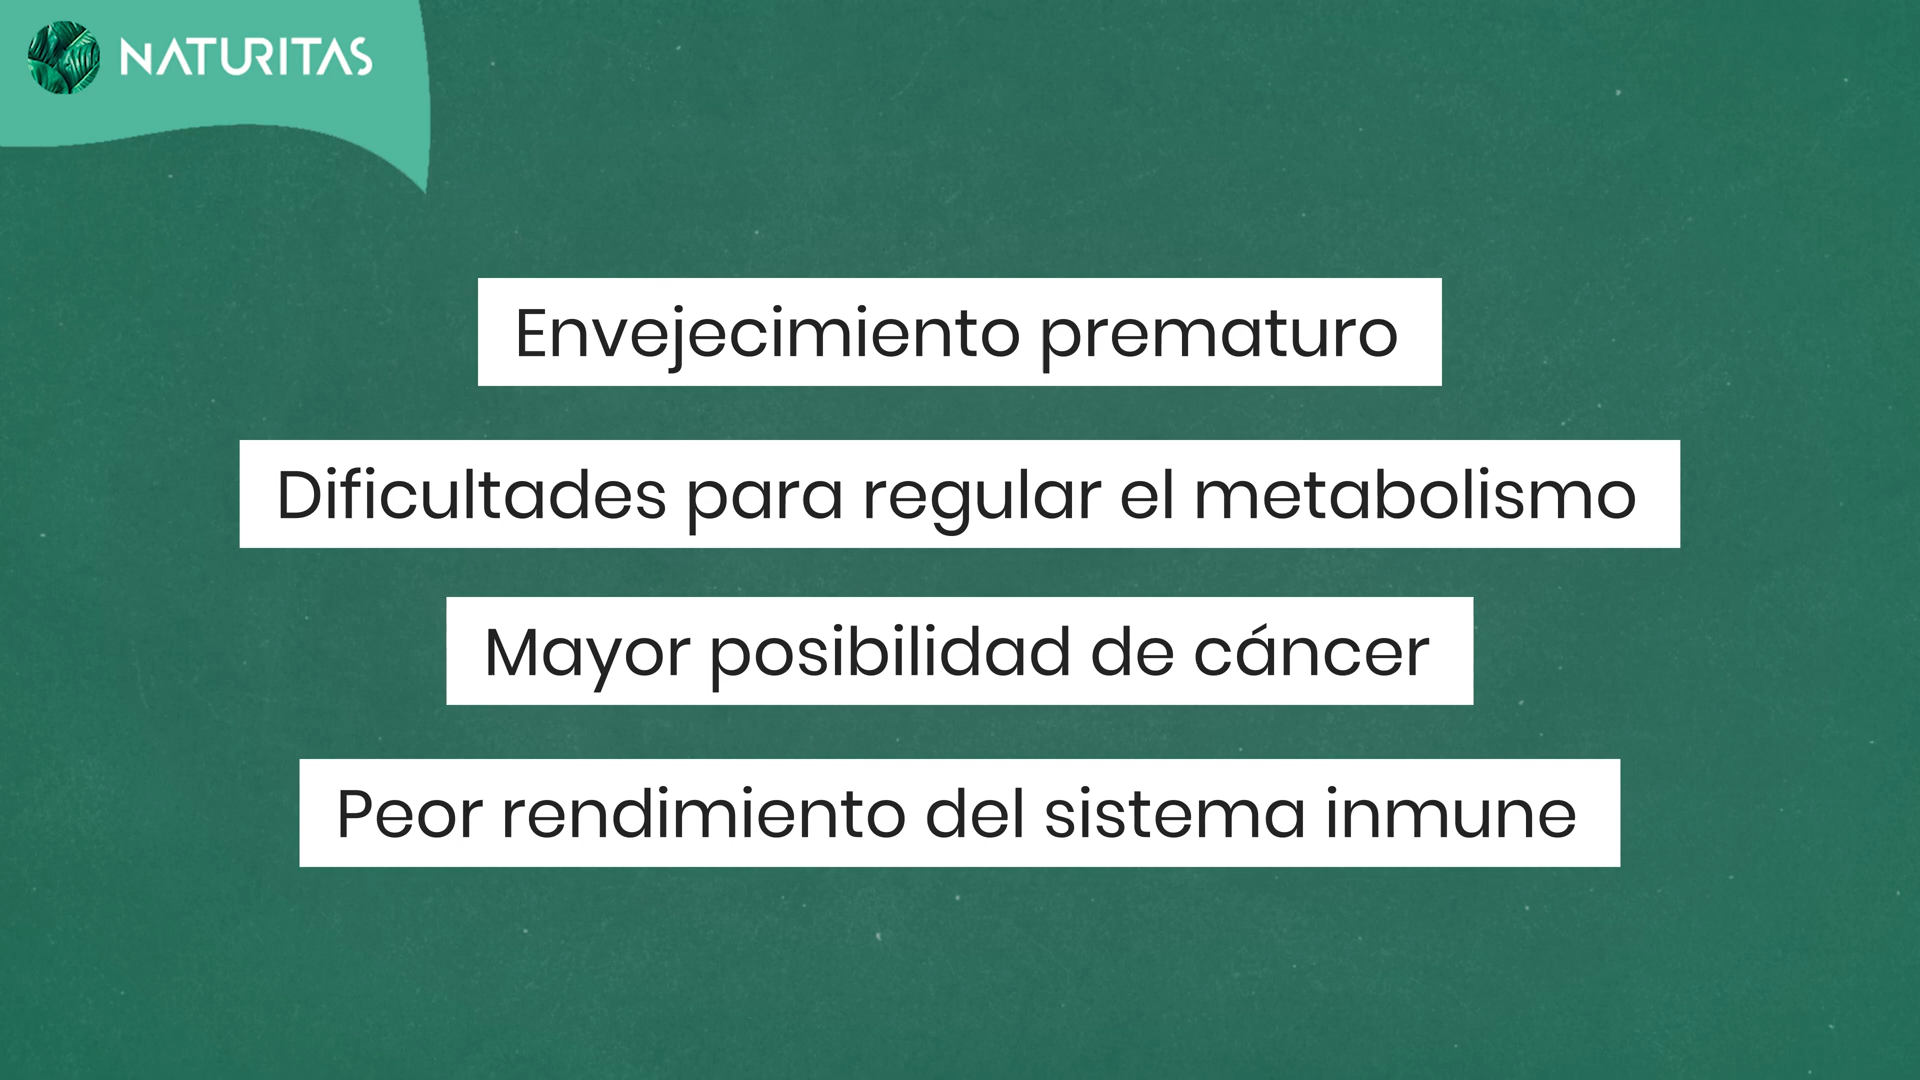 NATURITAS
Envejecimiento prematuro
Dificultades para regular el metabolismo
Mayor posibilidad de cáncer
Peor rendimiento del sistema inmune